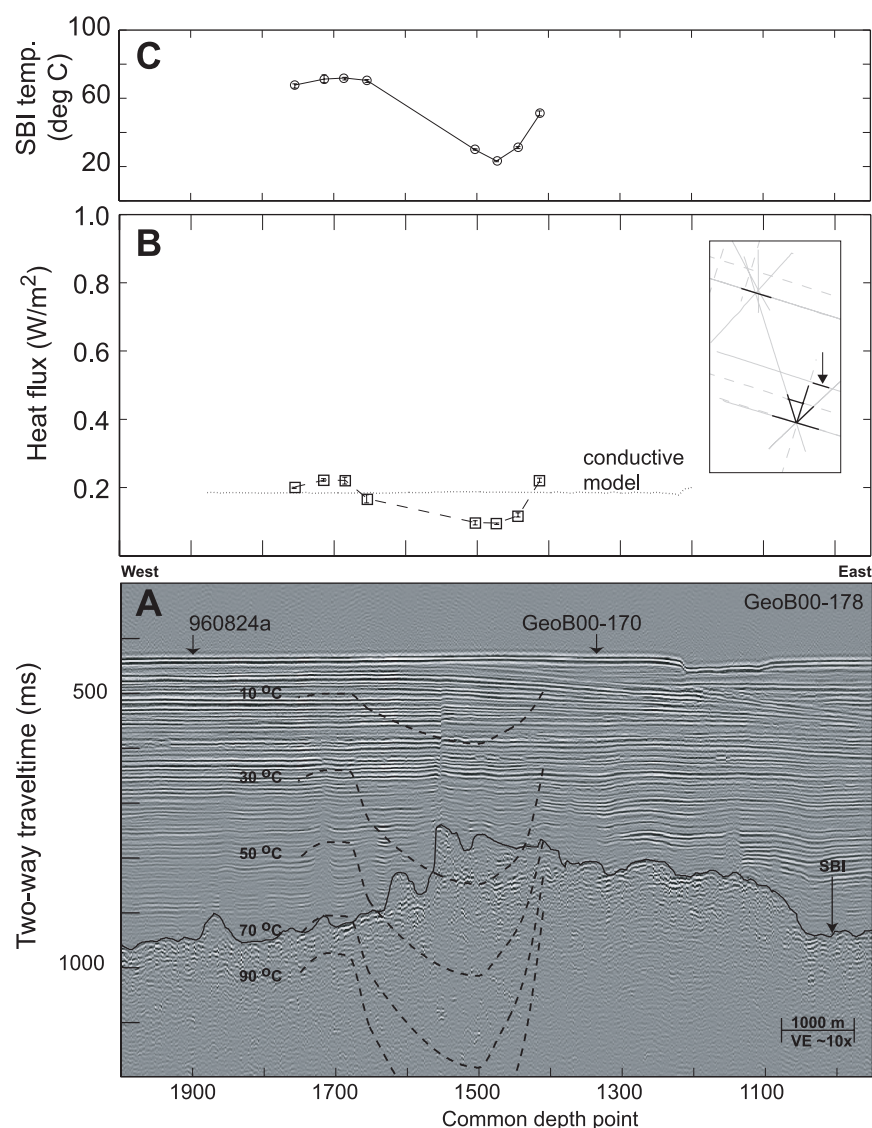 C
SBI temp.
(deg C)
100
60
20
B
Heat flux (W/m2)
1.0
0.8
0.6
0.4
0.2
conductive
model
West
East
A
GeoB00-178
960824a
GeoB00-170
Two-way traveltime (ms)
500
1000
10 °C
30 °C
50 °C
70 °C
90 °C
SBI
1000 m
VE ~10x
1900
1700
1500
1300
1100
Common depth point